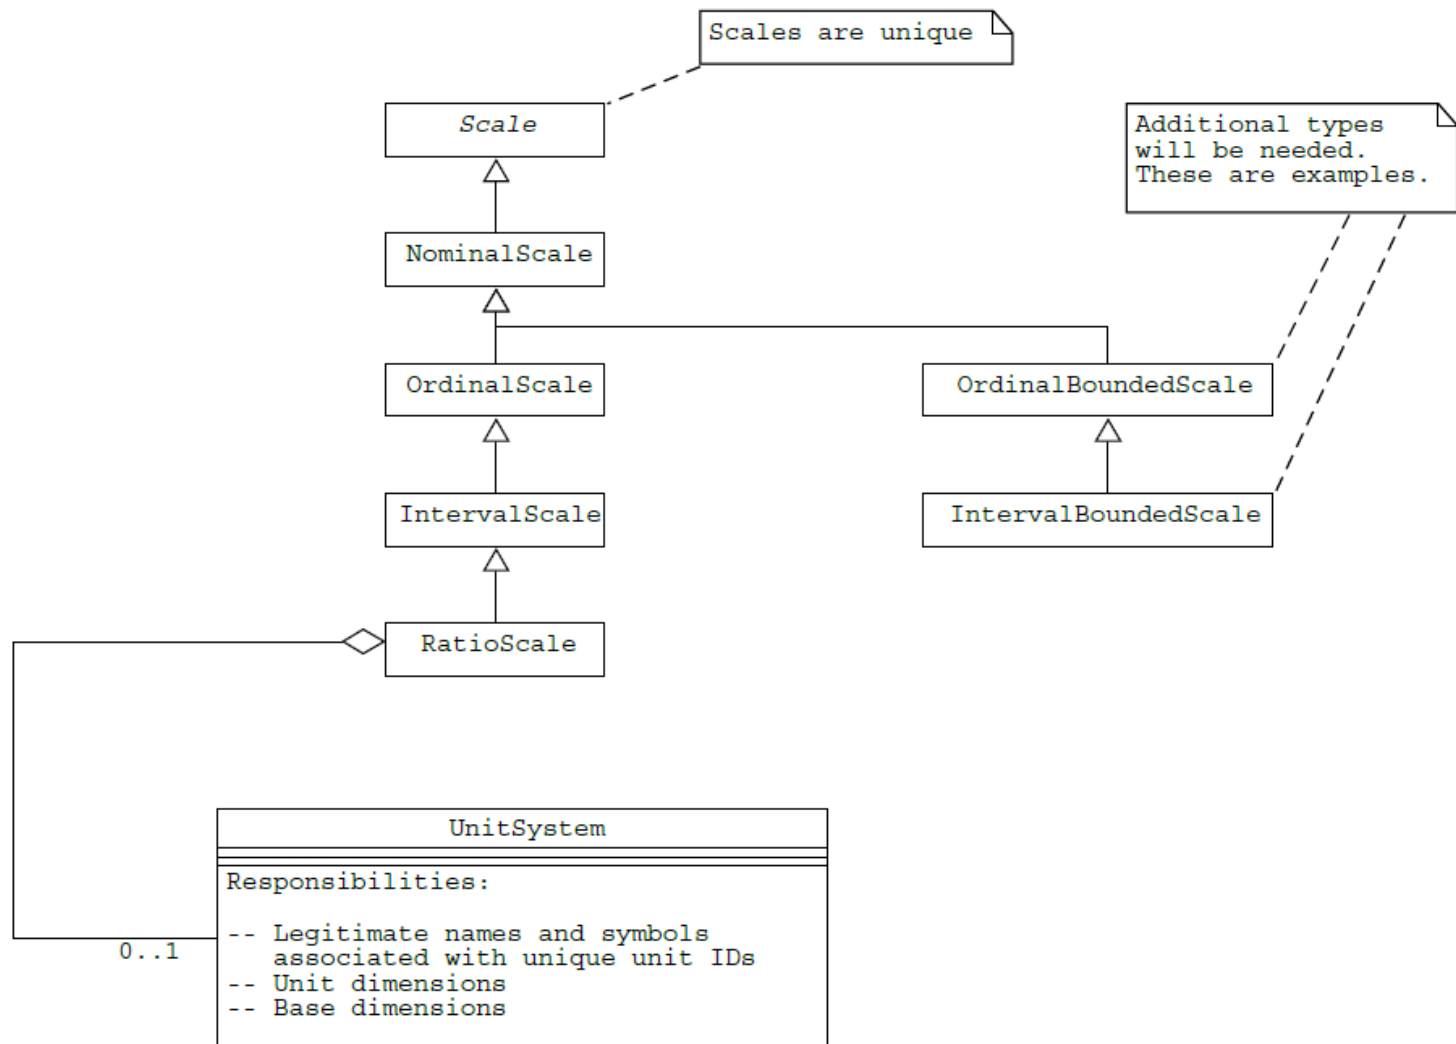 Scales are unique
Scale
Additional types
will be needed.
These are examples.
NominalScale
OrdinalScale
OrdinalBoundedScale
IntervalScale
IntervalBoundedScale
RatioScale
UnitSystem
Responsibilities:
-- Legitimate names and symbols
associated with unique unit IDs
0..1
-- Unit dimensions
-- Base dimensions